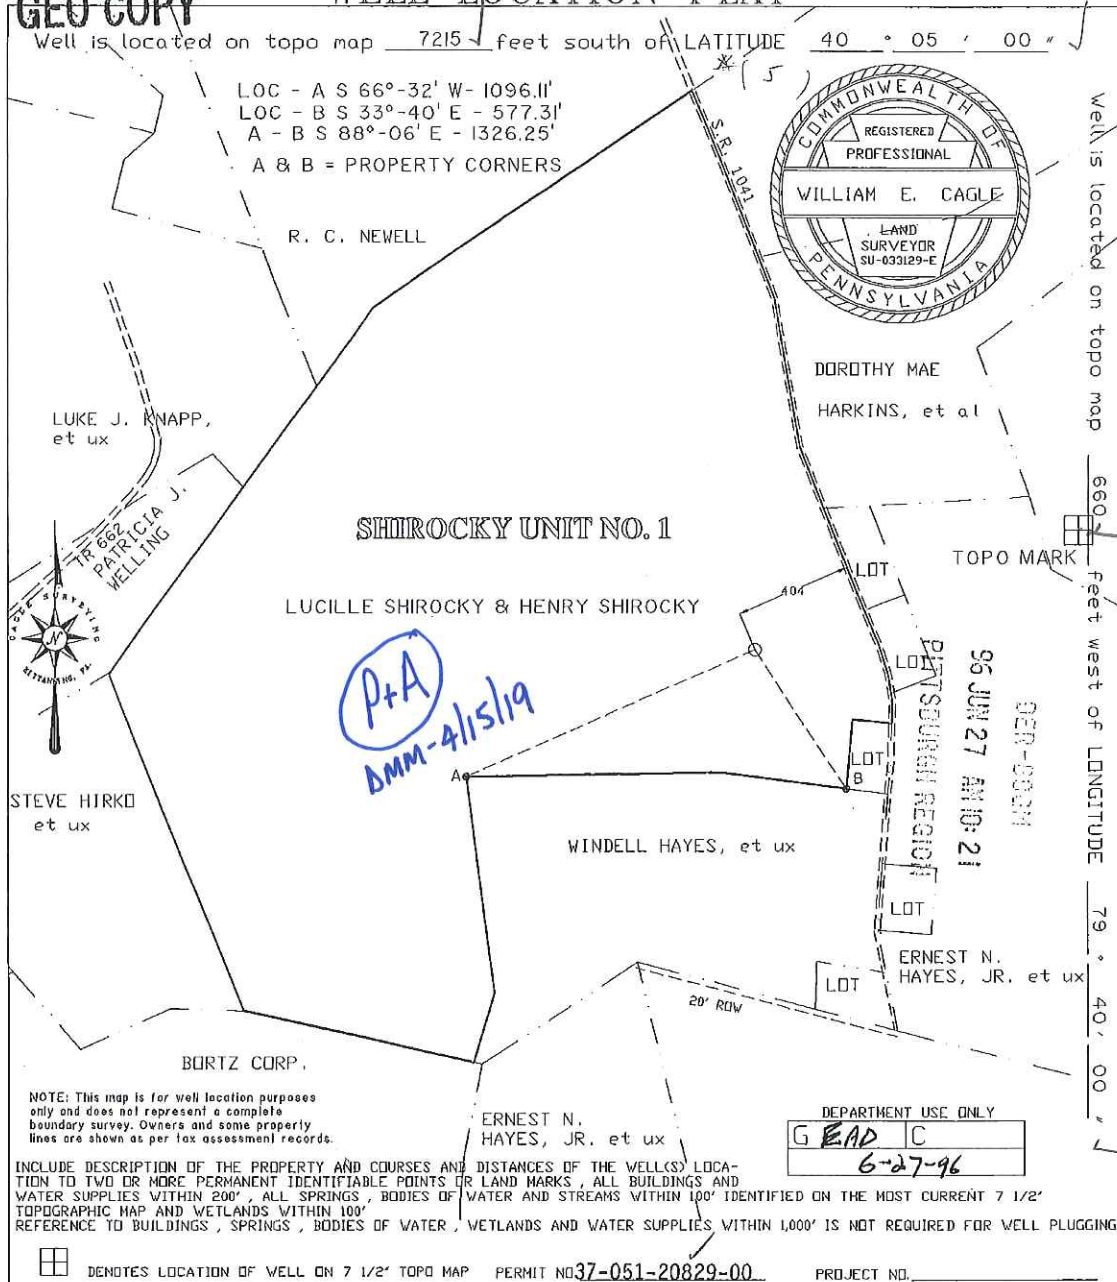 GEO COPY
WELL LOCATION PLAT
Well is located on topo map 7215 feet south of LATITUDE 40 ° 05 ' 00 "
(5)
LOC - A S 66°-32' W- 1096.11'
LOC - B S 33°-40' E - 577.31'
A - B S 88°-06' E - 1326.25'
A & B = PROPERTY CORNERS
S.R. 1041
COMMONWEALTH OF
REGISTERED
PROFESSIONAL
WILLIAM E. CAGLE
LAND
SURVEYOR
SU-033129-E
PENNSYLVANIA
Well is located on topo map 660 feet west of LONGITUDE 79 ° 40 ' 00 "
R. C. NEWELL
DOROTHY MAE
HARKINS, et al
LUKE J. KNAPP,
et ux
TR 662
PATRICIA J.
WELLING
SHIROCKY UNIT NO. 1
TOPO MARK
LOT
404
LUCILLE SHIROCKY & HENRY SHIROCKY
CAGLE SURVEYING
N
KITTANNING, PA.
P+A
DMM-4/15/19
LOT
96 JUN 27 AM 10:21
PITTSBURGH REGION
LOT
A
B
STEVE HIRKO
et ux
WINDELL HAYES, et ux
LOT
ERNEST N.
HAYES, JR. et ux
LOT
20' ROW
BORTZ CORP.
NOTE: This map is for well location purposes
only and does not represent a complete
boundary survey. Owners and some property
lines are shown as per tax assessment records.
ERNEST N.
HAYES, JR. et ux
DEPARTMENT USE ONLY
G EAD C
6-27-96
INCLUDE DESCRIPTION OF THE PROPERTY AND COURSES AND DISTANCES OF THE WELL(S) LOCA-
TION TO TWO OR MORE PERMANENT IDENTIFIABLE POINTS OR LAND MARKS , ALL BUILDINGS AND
WATER SUPPLIES WITHIN 200' , ALL SPRINGS , BODIES OF WATER AND STREAMS WITHIN 100' IDENTIFIED ON THE MOST CURRENT 7 1/2'
TOPOGRAPHIC MAP AND WETLANDS WITHIN 100'
REFERENCE TO BUILDINGS , SPRINGS , BODIES OF WATER , WETLANDS AND WATER SUPPLIES WITHIN 1,000' IS NOT REQUIRED FOR WELL PLUGGING
DENOTES LOCATION OF WELL ON 7 1/2' TOPO MAP PERMIT NO 37-051-20829-00 PROJECT NO.